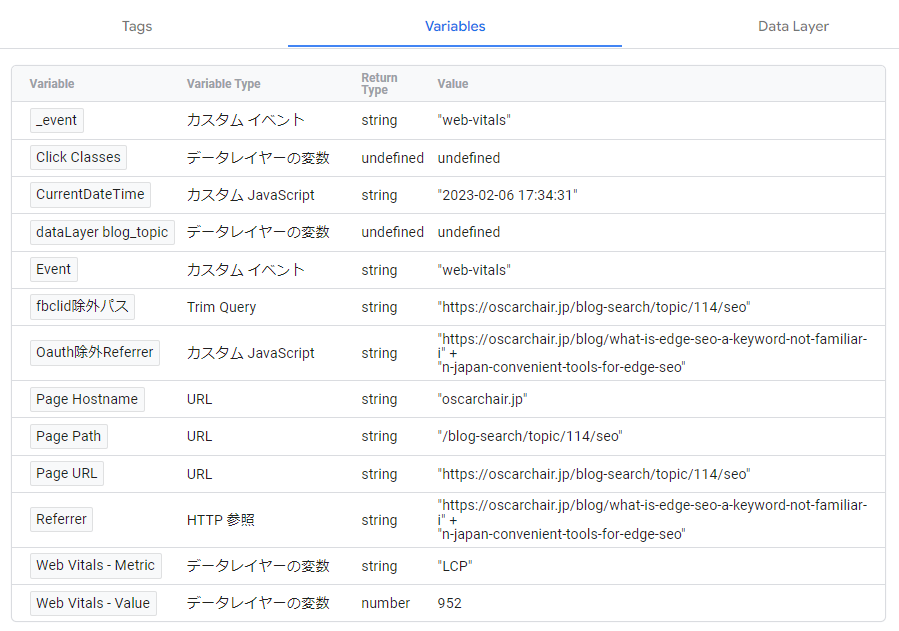 Tags Variables Data Layer
Variable Variable Type Return Type Value
_event カスタム イベント string "web-vitals"
Click Classes データレイヤーの変数 undefined undefined
CurrentDateTime カスタム JavaScript string "2023-02-06 17:34:31"
dataLayer blog_topic データレイヤーの変数 undefined undefined
Event カスタム イベント string "web-vitals"
fbclid除外パス Trim Query string "https://oscarchair.jp/blog-search/topic/114/seo"
Oauth除外Referrer カスタム JavaScript string "https://oscarchair.jp/blog/what-is-edge-seo-a-keyword-not-familiar-
i" +
"n-japan-convenient-tools-for-edge-seo"
Page Hostname URL string "oscarchair.jp"
Page Path URL string "/blog-search/topic/114/seo"
Page URL URL string "https://oscarchair.jp/blog-search/topic/114/seo"
Referrer HTTP 参照 string "https://oscarchair.jp/blog/what-is-edge-seo-a-keyword-not-familiar-
i" +
"n-japan-convenient-tools-for-edge-seo"
Web Vitals - Metric データレイヤーの変数 string "LCP"
Web Vitals - Value データレイヤーの変数 number 952